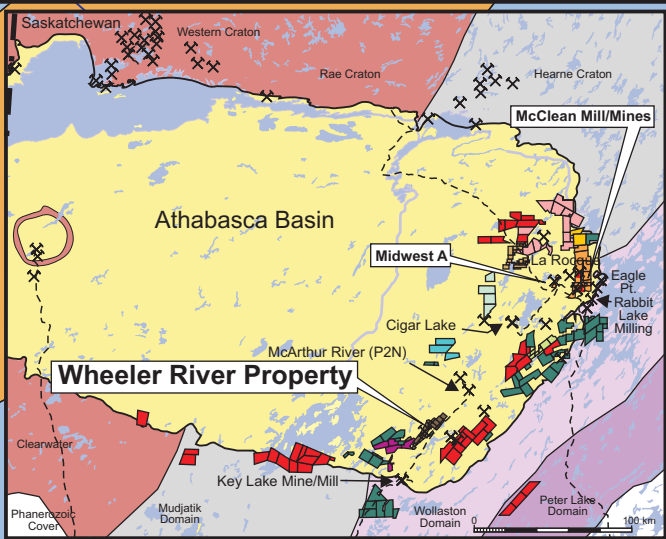 Saskatchewan
Western Craton
Rae Craton
Hearne Craton
McClean Mill/Mines
Athabasca Basin
Midwest A
La Rocque
Eagle
Pt.
Rabbit
Lake
Milling
Cigar Lake
McArthur River (P2N)
Wheeler River Property
Clearwater
Key Lake Mine/Mill
Phanerozoic
Cover
Mudjatik
Domain
Wollaston
Domain
Peter Lake
Domain
0
100 km